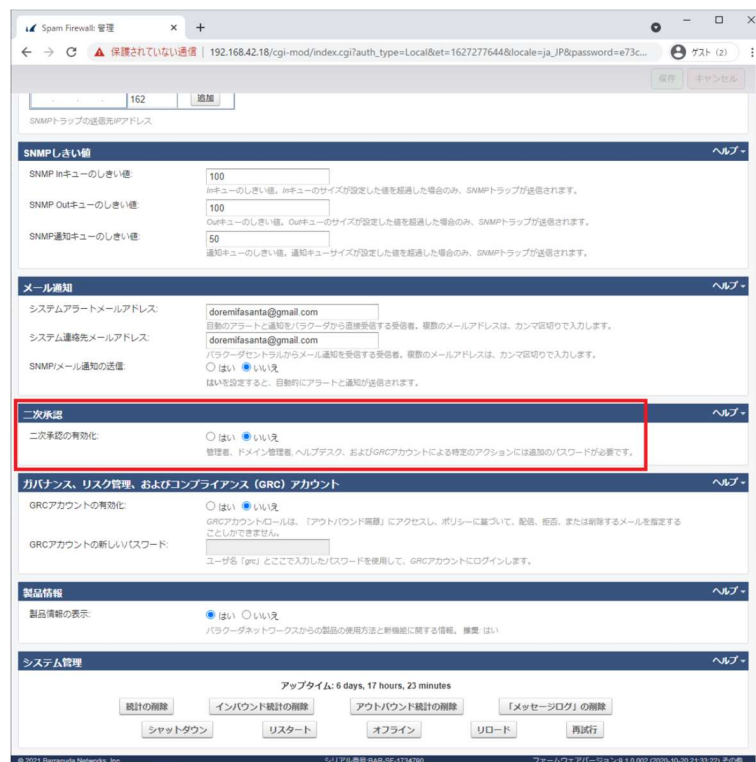 Spam Firewall: 管理
保護されていない通信 | 192.168.42.18/cgi-mod/index.cgi?auth_type=Local&et=1627277644&locale=ja_JP&password=e73c...
ゲスト (2)
保存 キャンセル
162 追加
SNMPトラップの送信先IPアドレス
SNMPしきい値 ヘルプ
SNMP Inキューのしきい値: 100
Inキューのしきい値。Inキューのサイズが設定した値を超過した場合のみ、SNMPトラップが送信されます。
SNMP Outキューのしきい値: 100
Outキューのしきい値。Outキューのサイズが設定した値を超過した場合のみ、SNMPトラップが送信されます。
SNMP通知キューのしきい値: 50
通知キューのしきい値。通知キューサイズが設定した値を超過した場合のみ、SNMPトラップが送信されます。
メール通知 ヘルプ
システムアラートメールアドレス: doremifasanta@gmail.com
自動のアラートと通知をバラクーダから直接受信する受信者。複数のメールアドレスは、カンマ区切りで入力します。
システム連絡先メールアドレス: doremifasanta@gmail.com
バラクーダセントラルからメール通知を受信する受信者。複数のメールアドレスは、カンマ区切りで入力します。
SNMP/メール通知の送信: はい いいえ
はいを設定すると、自動的にアラートと通知が送信されます。
二次承認 ヘルプ
二次承認の有効化: はい いいえ
管理者、ドメイン管理者、ヘルプデスク、およびGRCアカウントによる特定のアクションには追加のパスワードが必要です。
ガバナンス、リスク管理、およびコンプライアンス（GRC）アカウント ヘルプ
GRCアカウントの有効化: はい いいえ
GRCアカウントロールは、「アウトバウンド隔離」にアクセスし、ポリシーに基づいて、配信、拒否、または削除するメールを指定する
ことしかできません。
GRCアカウントの新しいパスワード:
ユーザ名「grc」とここで入力したパスワードを使用して、GRCアカウントにログインします。
製品情報 ヘルプ
製品情報の表示: はい いいえ
バラクーダネットワークスからの製品の使用方法と新機能に関する情報。 推奨: はい
システム管理 ヘルプ
アップタイム: 6 days, 17 hours, 23 minutes
統計の削除 インバウンド統計の削除 アウトバウンド統計の削除 「メッセージログ」の削除
シャットダウン リスタート オフライン リロード 再試行
© 2021 Barracuda Networks, Inc. シリアル番号:BAR-SF-1734790 ファームウェアバージョン:9.1.0.002 (2020-10-20 21:33:22) その他